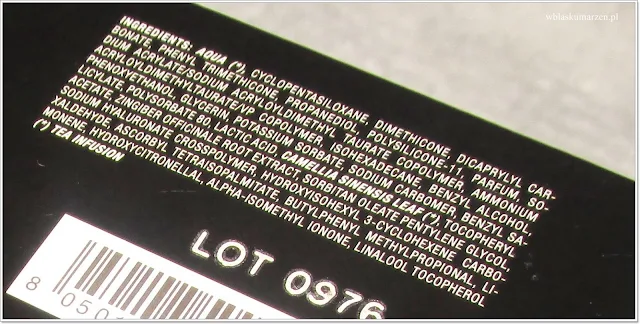 wblaskuimarzen.pl
INGREDIENTS: AQUA (*), CYCLOPENTASILOXANE, DIMETHICONE, DICAPRYLYL CAR-
BONATE, PHENYL TRIMETHICONE, PROPANEDIOL, POLYSILICONE-11, PARFUM, SO-
DIUM ACRYLATE/SODIUM ACRYLOYLDIMETHYL TAURATE COPOLYMER, AMMONIUM
ACRYLOYLDIMETHYLTAURATE/VP COPOLYMER, ISOHEXADECANE, BENZYL ALCOHOL,
PHENOXYETHANOL, GLYCERIN, POTASSIUM SORBATE, SODIUM CARBOMER, BENZYL SA-
LICYLATE, POLYSORBATE 80, LACTIC ACID, CAMELLIA SINENSIS LEAF (*), TOCOPHERYL
ACETATE, ZINGIBER OFFICINALE ROOT EXTRACT, SORBITAN OLEATE PENTYLENE GLYCOL,
SODIUM HYALURONATE CROSSPOLYMER, HYDROXYISOHEXYL 3-CYCLOHEXENE CARBO-
XALDEHYDE, ASCORBYL TETRAISOPALMITATE, BUTYLPHENYL METHYLPROPIONAL, LI-
MONENE, HYDROXYCITRONELLAL, ALPHA-ISOMETHYL IONONE, LINALOOL TOCOPHEROL
(*) TEA INFUSION
LOT 0976